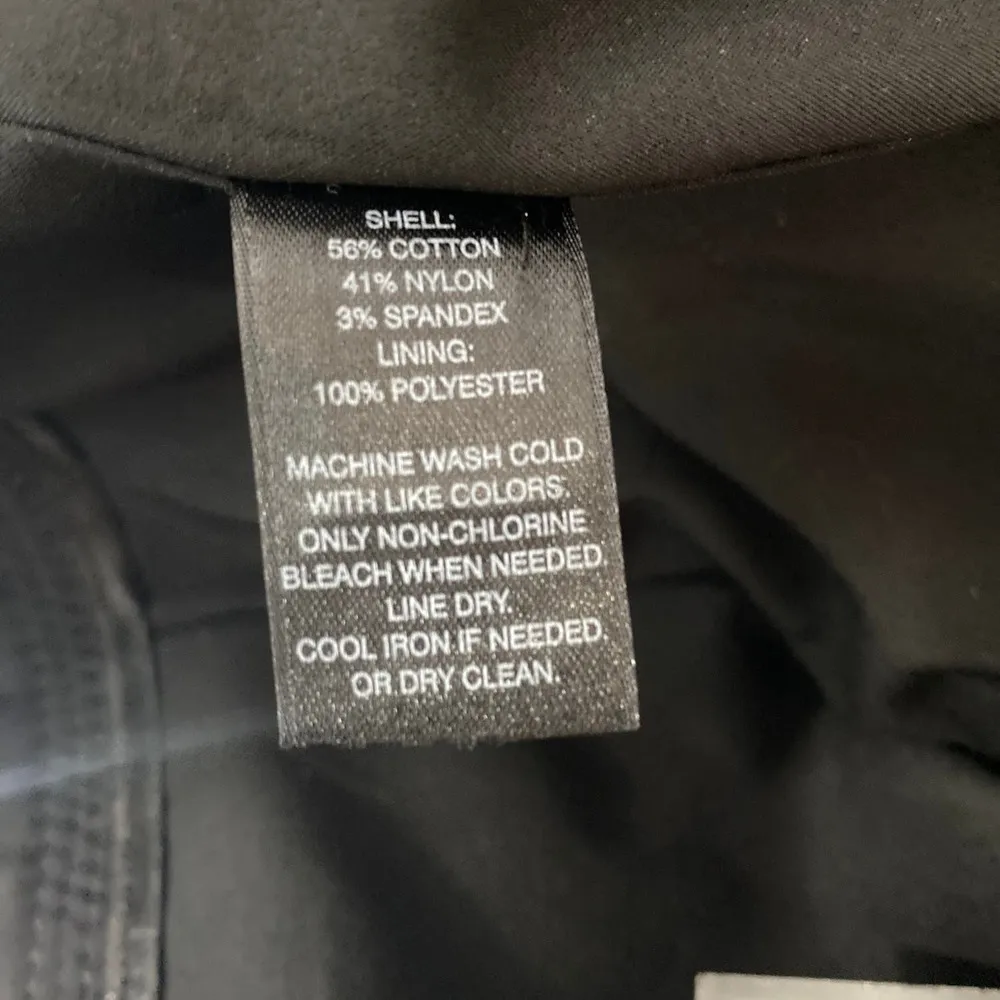 SHELL:
56% COTTON
41% NYLON
3% SPANDEX
LINING:
100% POLYESTER
MACHINE WASH COLD
WITH LIKE COLORS.
ONLY NON-CHLORINE
BLEACH WHEN NEEDED.
LINE DRY.
COOL IRON IF NEEDED.
OR DRY CLEAN.